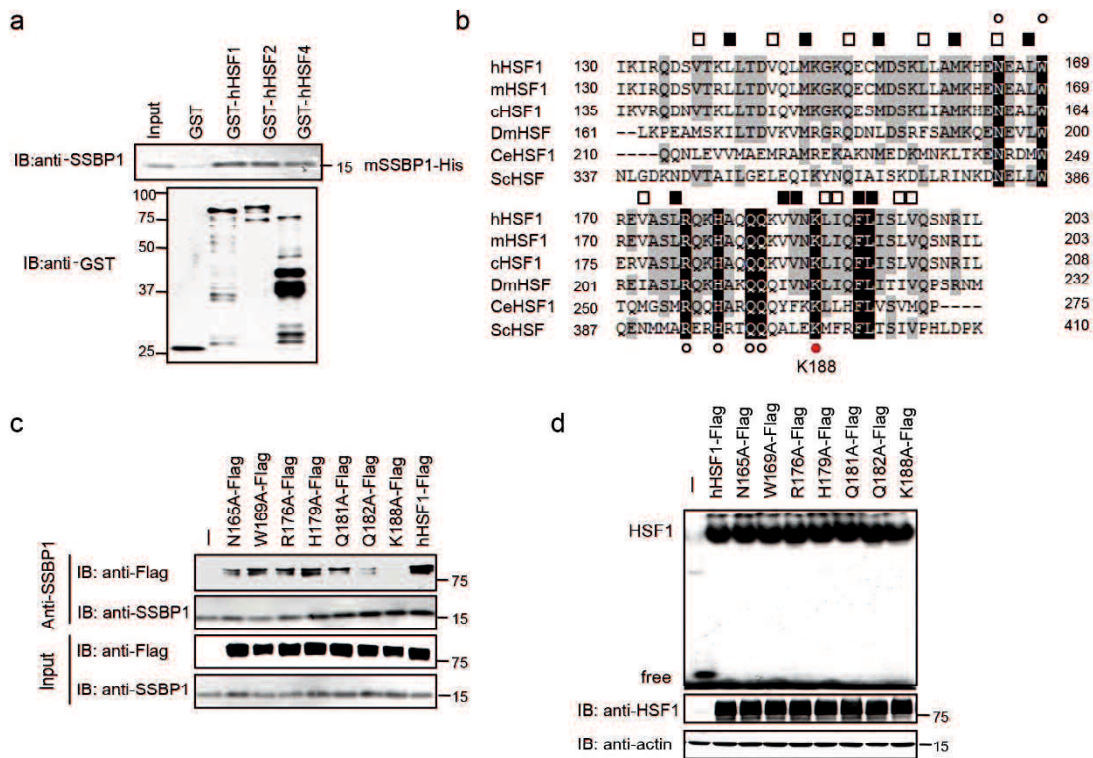 a
Input
GST
GST-hHSF1
GST-hHSF2
GST-hHSF4
IB:anti-SSBP1
15
mSSBP1-His
100
75
50
37
25
IB:anti-GST
b
hHSF1 130 IKIRQDSVTKLLTDVQLMKGKQECMDSKLLAMKHENEALW 169
mHSF1 130 IKIRQDSVTRLLTDVQLMKGKQECMDSKLLAMKHENEALW 169
cHSF1 135 IKVRQDNVTKLLTDIQVMKGKQESMDSKLIAMKHENEALW 164
DmHSF 161 --LKPEAMSKILTDVKVMRGRQDNLDSRFSAMKQENEVLW 200
CeHSF1 210 ----QQNLEVVMAEMRAMREKAKNMEDKMNKLTKENRDMW 249
ScHSF 337 NLGDKNDVTAILGELEQIKYNQIAISKDLLRINKDNELLW 386
hHSF1 170 REVASLRQKHAQQQKVVNKLIQFLISLVQSNRIL 203
mHSF1 170 REVASLRQKHAQQQKVVNKLIQFLISLVQSNRIL 203
cHSF1 175 ERVASLRQKHAQQQKVVNKLIQFLISLVQSNRIL 208
DmHSF 201 REIASLRQKHAKQQQIVNKLIQFLITIVQPSRNM 232
CeHSF1 250 TQMGSMRQQHARQQQYFKKLLHFLVSVMQP---- 275
ScHSF 387 QENMMARERHRTQQQALEKMFRFLTSIVPHLDPK 410
K188
c
—
N165A-Flag
W169A-Flag
R176A-Flag
H179A-Flag
Q181A-Flag
Q182A-Flag
K188A-Flag
hHSF1-Flag
Anti-SSBP1
IB: anti-Flag
75
IB: anti-SSBP1
15
Input
IB: anti-Flag
75
IB: anti-SSBP1
15
d
—
hHSF1-Flag
N165A-Flag
W169A-Flag
R176A-Flag
H179A-Flag
Q181A-Flag
Q182A-Flag
K188A-Flag
HSF1
free
IB: anti-HSF1
75
IB: anti-actin
15